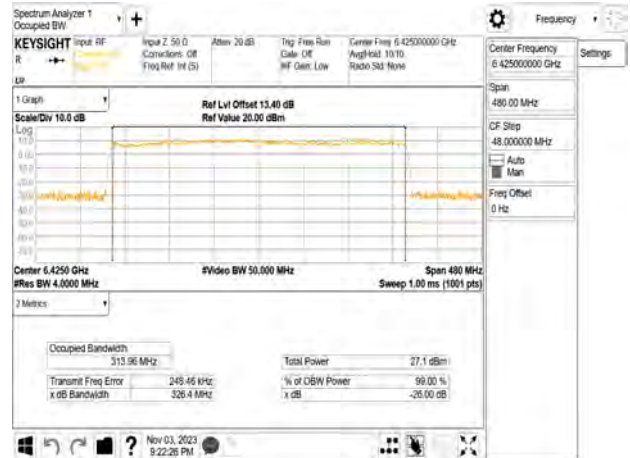 Spectrum Analyzer 1
Occupied BW
Frequency
KEYSIGHT
Input: RF
Input Z: 50 Ω
Atten: 20 dB
Trig: Free Run
Center Freq: 6.425000000 GHz
R
Corrections: Off
Gate: Off
Avg|Hold: 10/10
Freq Ref: Int (S)
#IF Gain: Low
Radio Std: None
Center Frequency
6.425000000 GHz
Settings
Span
480.00 MHz
CF Step
48.000000 MHz
Auto
Man
Freq Offset
0 Hz
1 Graph
Scale/Div 10.0 dB
Ref Lvl Offset 13.40 dB
Ref Value 20.00 dBm
Log
Center 6.4250 GHz
#Video BW 50.000 MHz
Span 480 MHz
#Res BW 4.0000 MHz
Sweep 1.00 ms (1001 pts)
2 Metrics
Occupied Bandwidth
313.96 MHz
Total Power
27.1 dBm
Transmit Freq Error
248.46 kHz
% of OBW Power
99.00 %
x dB Bandwidth
326.4 MHz
x dB
-26.00 dB
Nov 03, 2023
9:22:26 PM